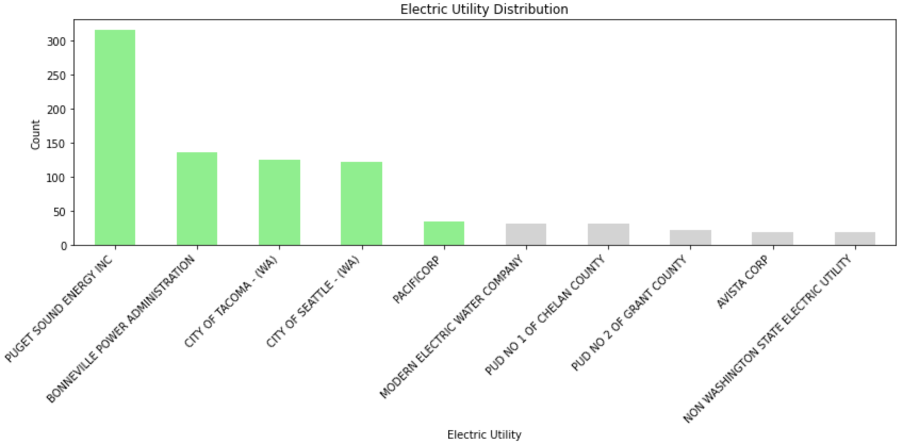 Electric Utility Distribution
Count
300
250
200
150
100
50
0
PUGET SOUND ENERGY INC
BONNEVILLE POWER ADMINISTRATION
CITY OF TACOMA - (WA)
CITY OF SEATTLE - (WA)
PACIFICORP
MODERN ELECTRIC WATER COMPANY
PUD NO 1 OF CHELAN COUNTY
PUD NO 2 OF GRANT COUNTY
AVISTA CORP
NON WASHINGTON STATE ELECTRIC UTILITY
Electric Utility